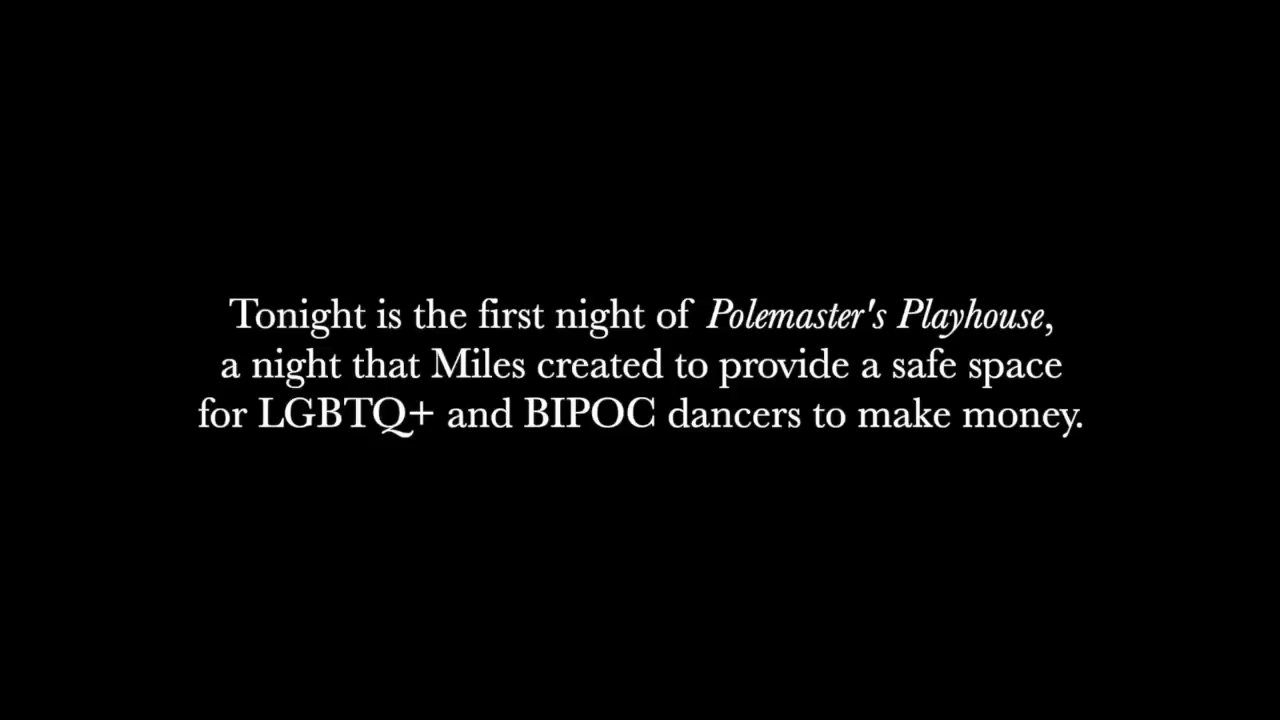 Tonight is the first night of Polemaster's Playhouse,
a night that Miles created to provide a safe space
for LGBTQ+ and BIPOC dancers to make money.